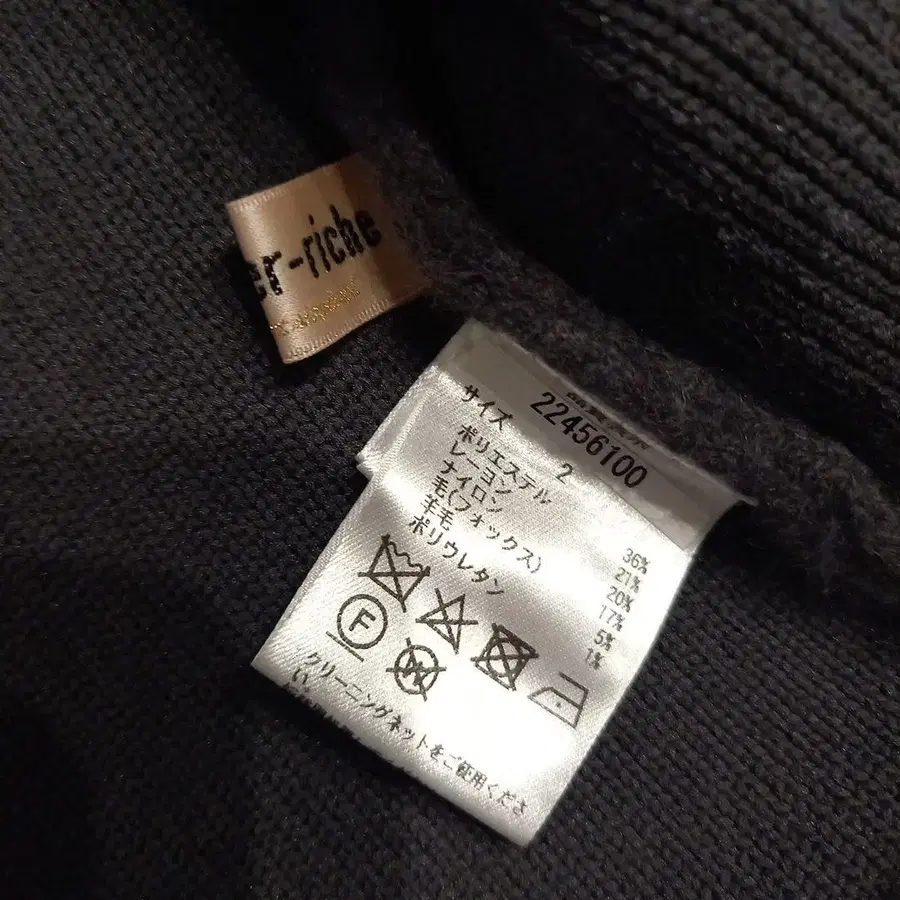 er-riche
22456100
サイズ 2
ポリエステル 36%
レーヨン 21%
ナイロン 20%
毛(フォックス) 17%
羊毛 5%
ポリウレタン 1%
F
W
クリーニングネットをご使用くださ
い